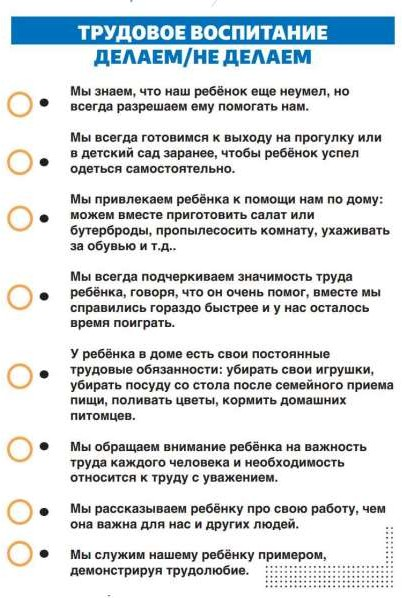 ТРУДОВОЕ ВОСПИТАНИЕ
ДЕЛАЕМ/НЕ ДЕЛАЕМ
Мы знаем, что наш ребёнок еще неумел, но
всегда разрешаем ему помогать нам.
Мы всегда готовимся к выходу на прогулку или
в детский сад заранее, чтобы ребёнок успел
одеться самостоятельно.
Мы привлекаем ребёнка к помощи нам по дому:
можем вместе приготовить салат или
бутерброды, пропылесосить комнату, ухаживать
за обувью и т.д..
Мы всегда подчеркиваем значимость труда
ребёнка, говоря, что он очень помог, вместе мы
справились гораздо быстрее и у нас осталось
время поиграть.
У ребёнка в доме есть свои постоянные
трудовые обязанности: убирать свои игрушки,
убирать посуду со стола после семейного приема
пищи, поливать цветы, кормить домашних
питомцев.
Мы обращаем внимание ребёнка на важность
труда каждого человека и необходимость
относится к труду с уважением.
Мы рассказываем ребёнку про свою работу, чем
она важна для нас и других людей.
Мы служим нашему ребёнку примером,
демонстрируя трудолюбие.